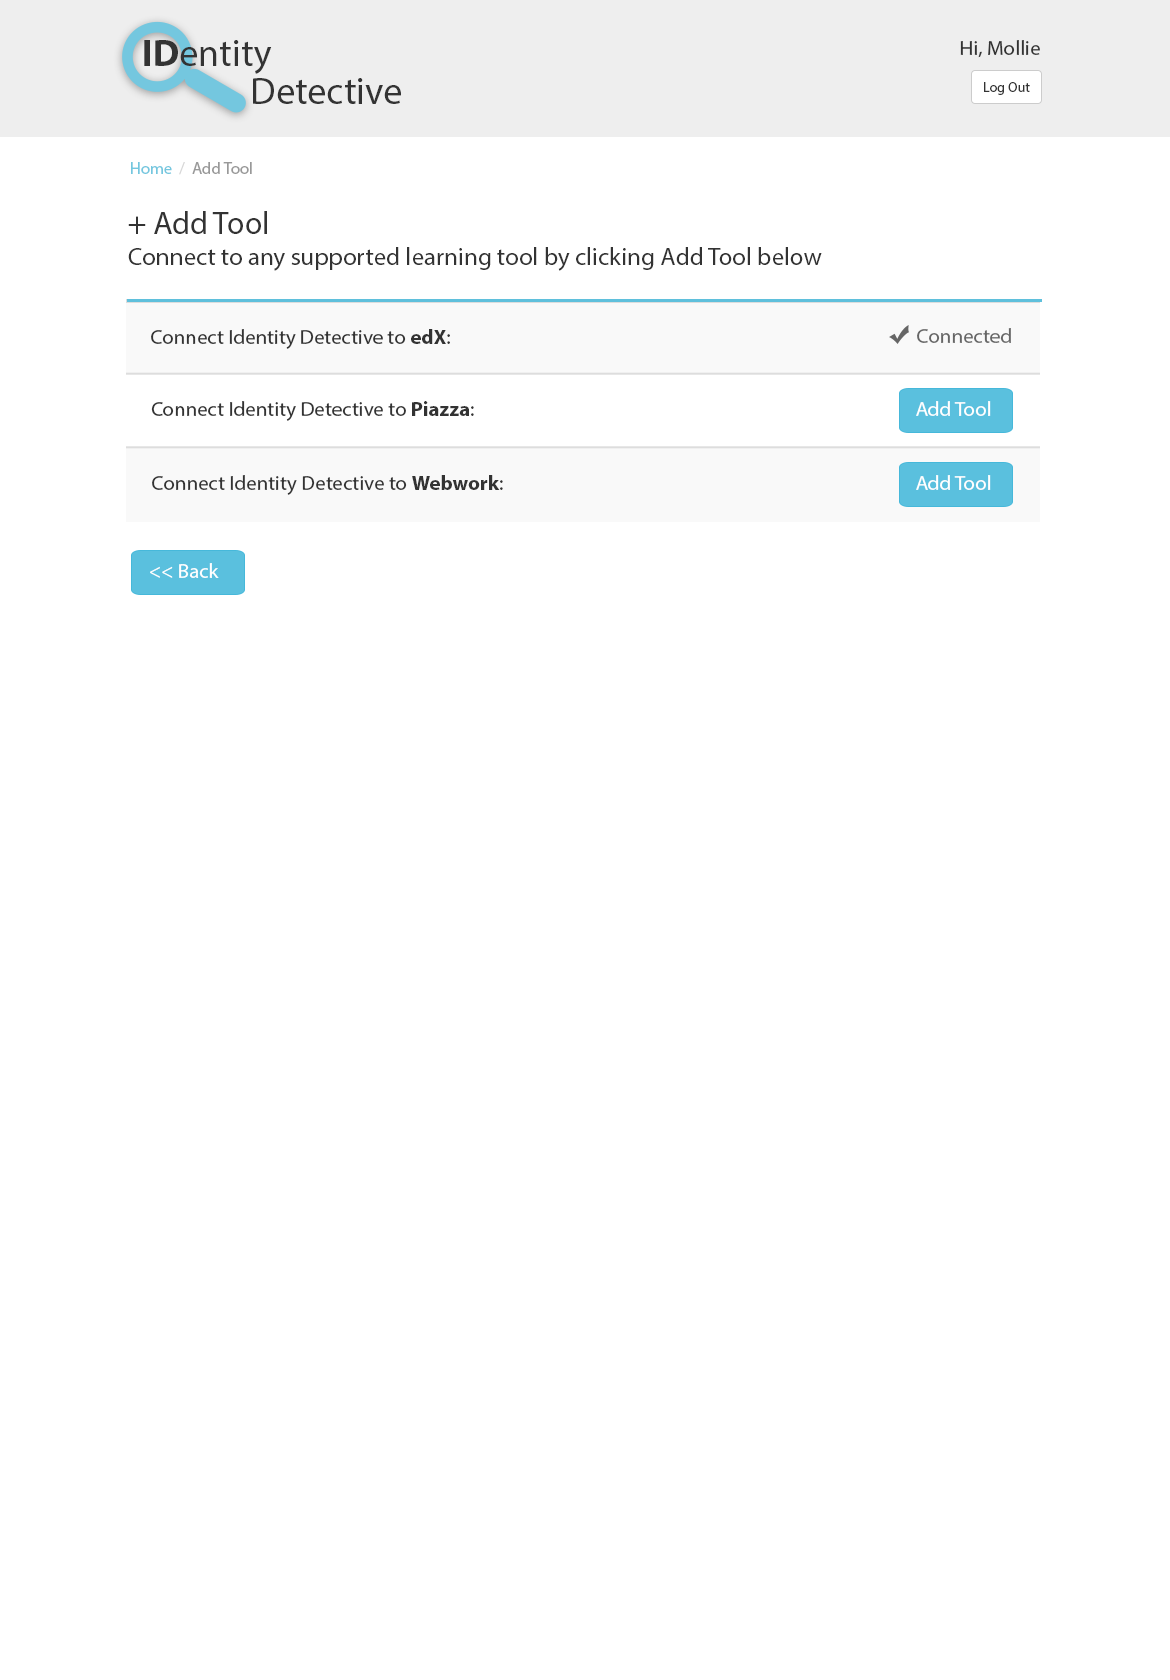 IDentity
Detective
Hi, Mollie
Log Out
Home / Add Tool
+ Add Tool
Connect to any supported learning tool by clicking Add Tool below
Connect Identity Detective to edX:
Connected
Connect Identity Detective to Piazza:
Add Tool
Connect Identity Detective to Webwork:
Add Tool
<< Back